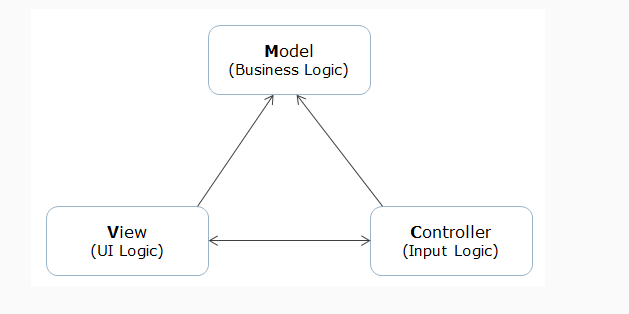 Model
(Business Logic)
View
(UI Logic)
Controller
(Input Logic)